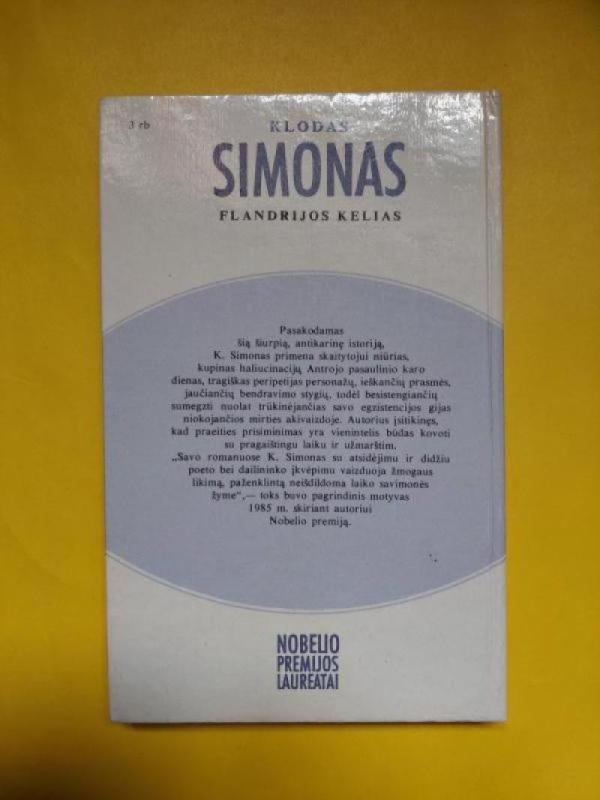 3 rb
KLODAS
SIMONAS
FLANDRIJOS KELIAS
Pasakodamas
šią šiurpią, antikarinę istoriją,
K. Simonas primena skaitytojui niūrias,
kupinas haliucinacijų Antrojo pasaulinio karo
dienas, tragiškas peripetijas personažų, ieškančių prasmės,
jaučiančių bendravimo stygių, todėl besistengiančių
sumegzti nuolat trūkinėjančias savo egzistencijos gijas
niokojančios mirties akivaizdoje. Autorius įsitikinęs,
kad praeities prisiminimas yra vienintelis būdas kovoti
su pragaištingu laiku ir užmarštim.
„Savo romanuose K. Simonas su atsidėjimu ir didžiu
poeto bei dailininko įkvėpimu vaizduoja žmogaus
likimą, paženklintą neišdildoma laiko savimonės
žyme“,— toks buvo pagrindinis motyvas
1985 m. skiriant autoriui
Nobelio premiją.
NOBELIO
PREMIJOS
LAUREATAI